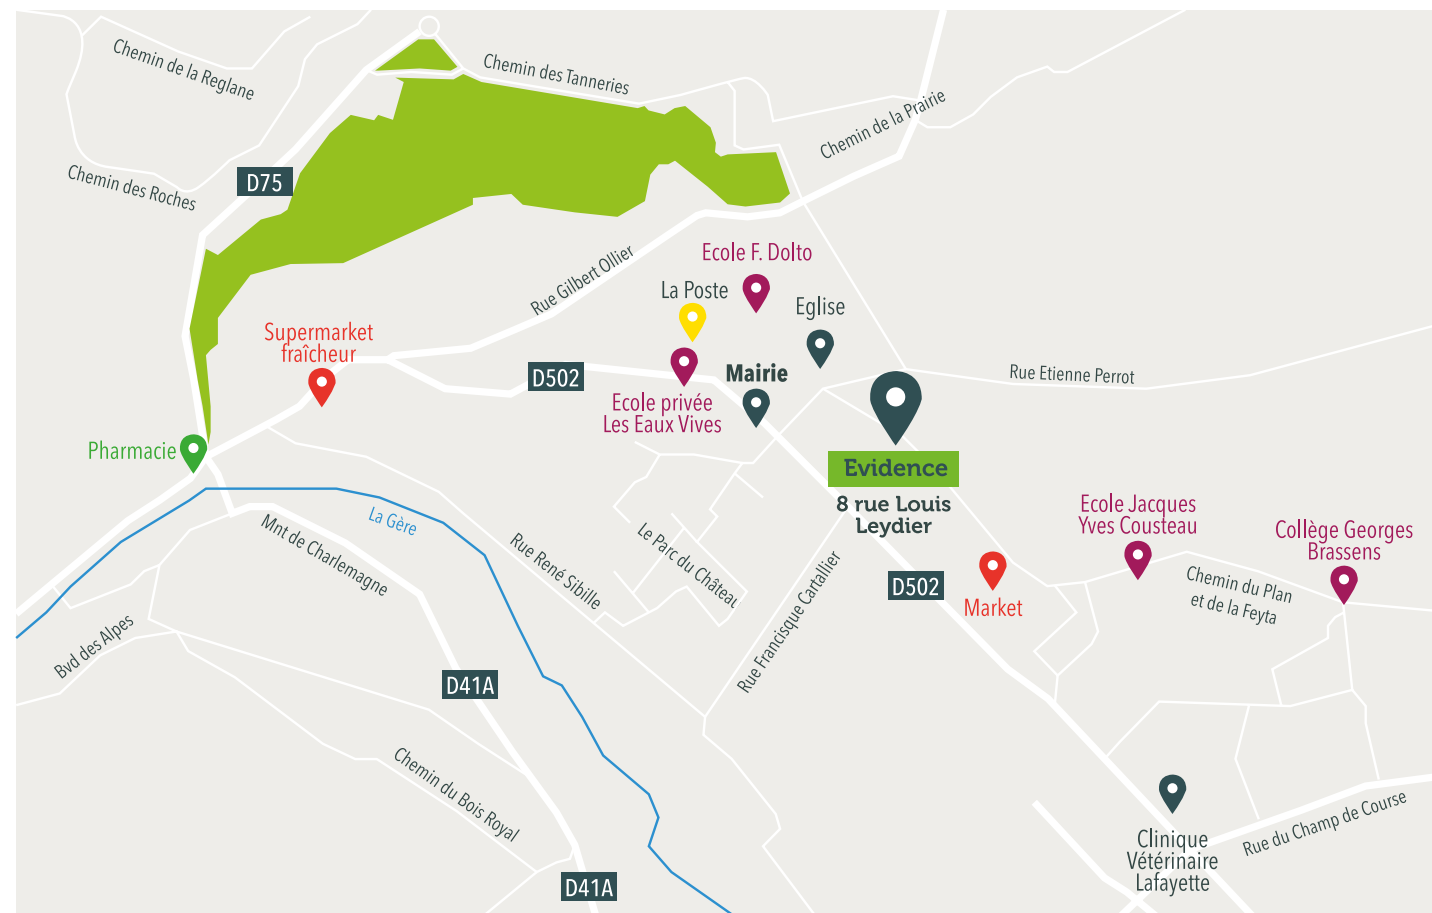 Chemin de la Reglane
Chemin des Tanneries
Chemin de la Prairie
Chemin des Roches
D75
Rue Gilbert Ollier
Ecole F. Dolto
La Poste
Eglise
Supermarket
fraîcheur
D502
Mairie
Rue Etienne Perrot
Ecole privée
Les Eaux Vives
Pharmacie
Evidence
8 rue Louis
Leydier
La Gère
Mnt de Charlemagne
Rue René Sibille
Le Parc du Château
Rue Francisque Cartallier
D502
Market
Ecole Jacques
Yves Cousteau
Collège Georges
Brassens
Chemin du Plan
et de la Feyta
Bvd des Alpes
D41A
Chemin du Bois Royal
D41A
Clinique
Vétérinaire
Lafayette
Rue du Champ de Course